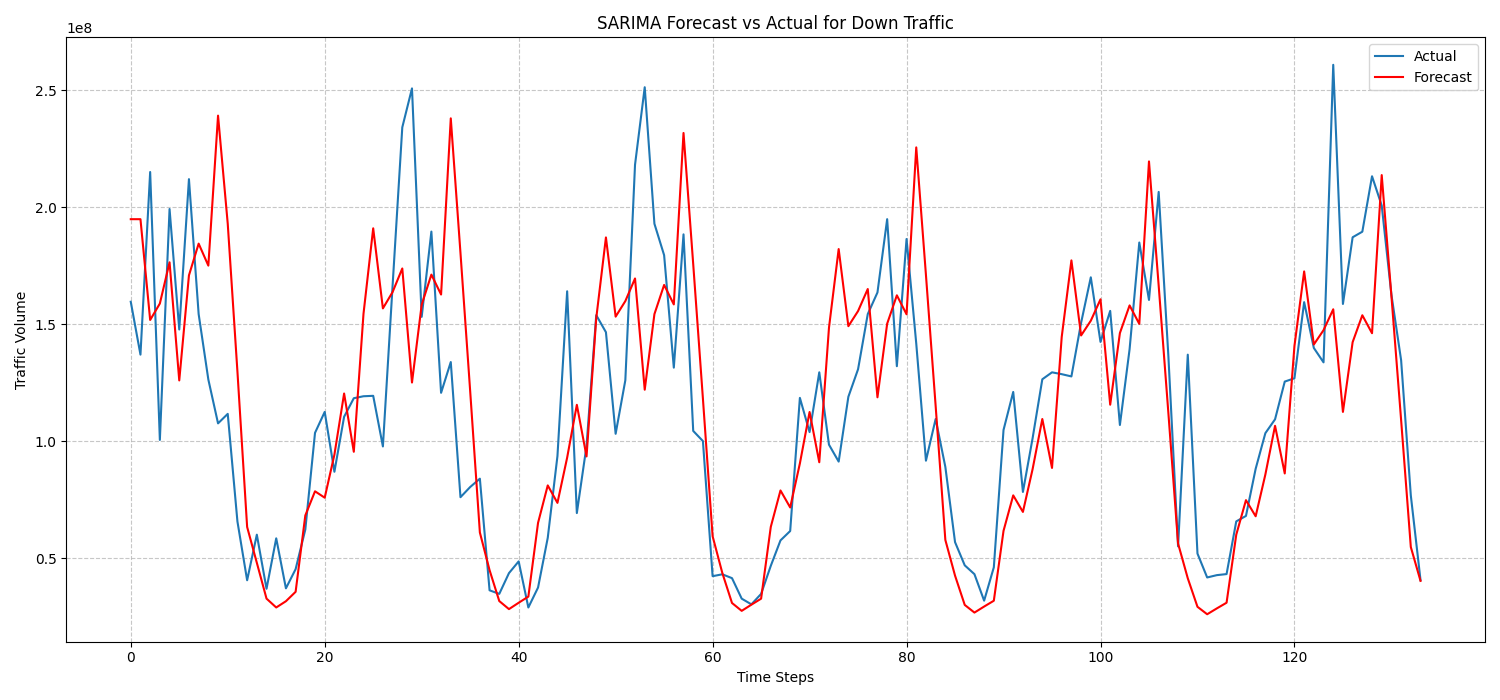 SARIMA Forecast vs Actual for Down Traffic
1e8
Actual
Forecast
2.5
2.0
1.5
1.0
0.5
Traffic Volume
0 20 40 60 80 100 120
Time Steps